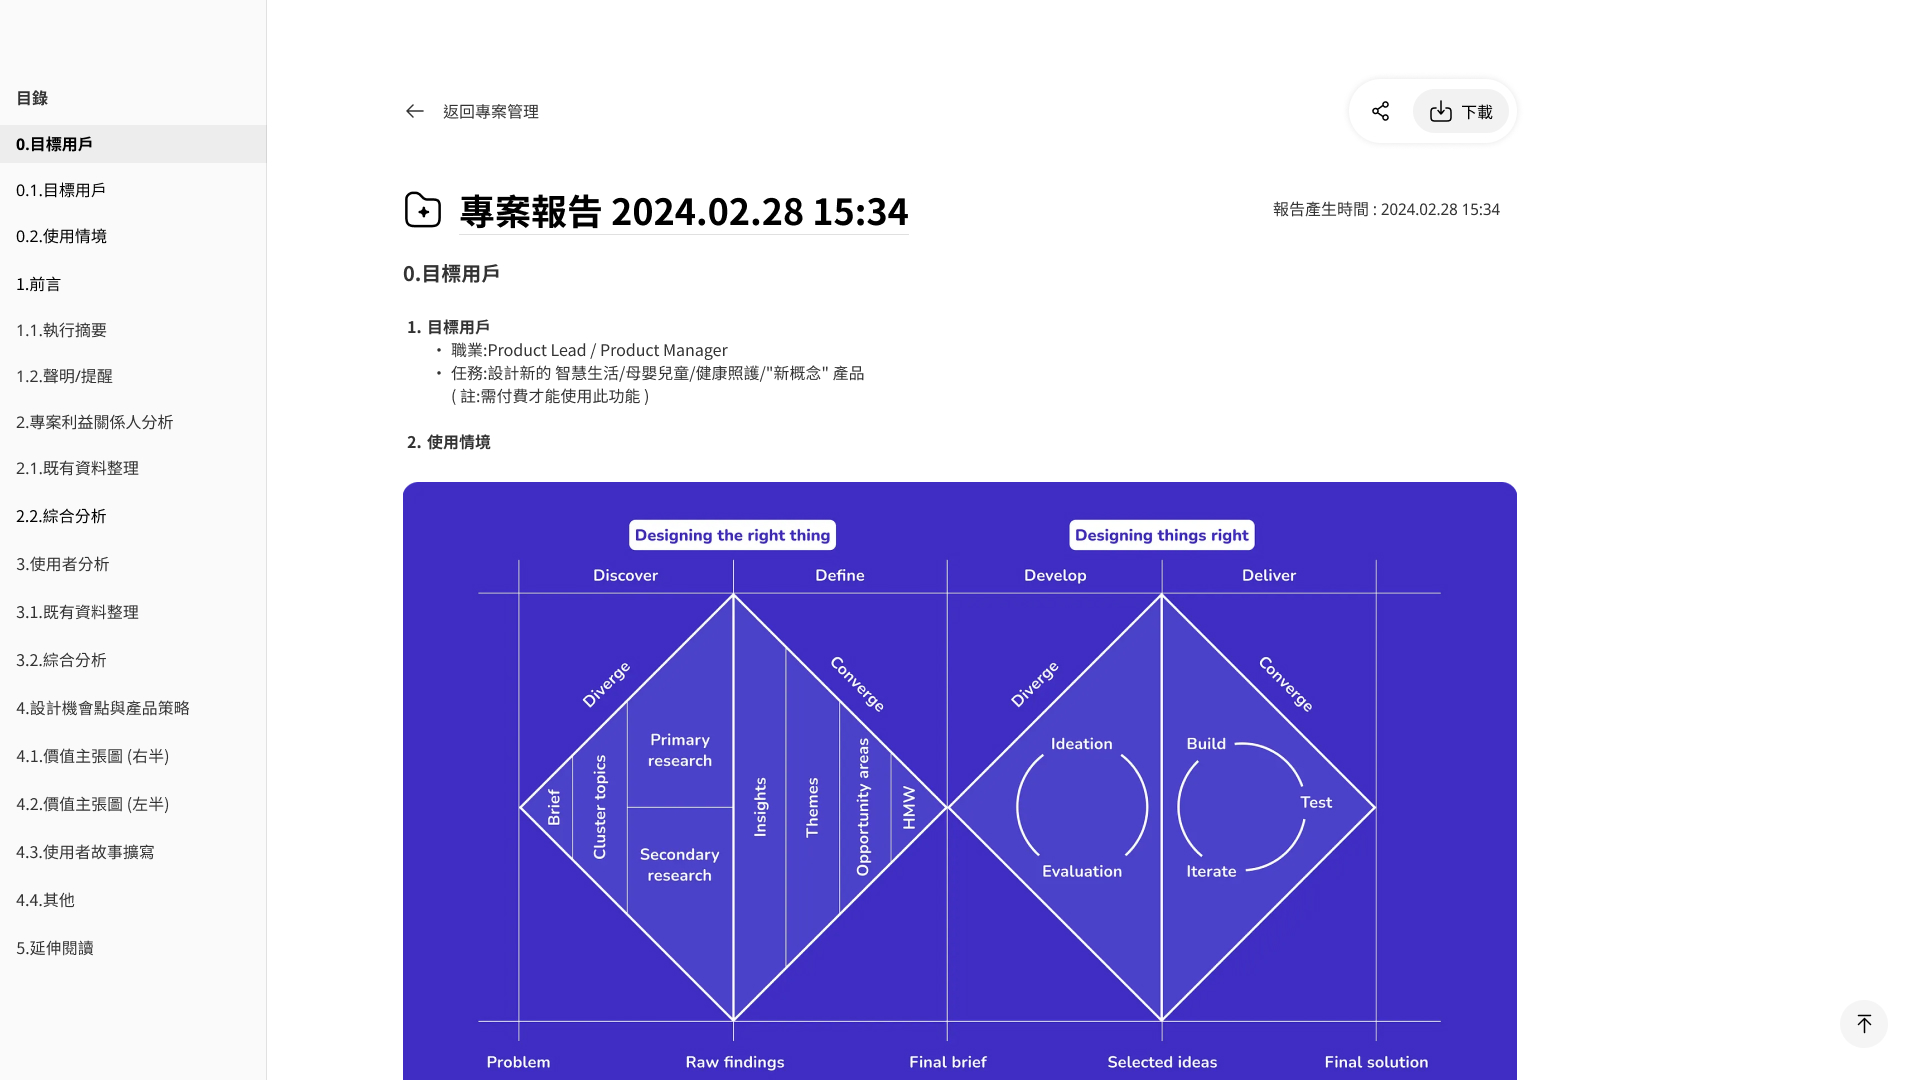 目錄
0.目標用戶
0.1.目標用戶
0.2.使用情境
1.前言
1.1.執行摘要
1.2.聲明/提醒
2.專案利益關係人分析
2.1.既有資料整理
2.2.綜合分析
3.使用者分析
3.1.既有資料整理
3.2.綜合分析
4.設計機會點與產品策略
4.1.價值主張圖 (右半)
4.2.價值主張圖 (左半)
4.3.使用者故事擴寫
4.4.其他
5.延伸閱讀
返回專案管理
下載
專案報告 2024.02.28 15:34
報告產生時間 : 2024.02.28 15:34
0.目標用戶
1. 目標用戶
• 職業:Product Lead / Product Manager
• 任務:設計新的 智慧生活/母嬰兒童/健康照護/"新概念" 產品
( 註:需付費才能使用此功能 )
2. 使用情境
Designing the right thing
Designing things right
Discover
Define
Develop
Deliver
Diverge
Converge
Diverge
Converge
Brief
Cluster topics
Primary
research
Secondary
research
Insights
Themes
Opportunity areas
HMW
Ideation
Evaluation
Build
Test
Iterate
Problem
Raw findings
Final brief
Selected ideas
Final solution